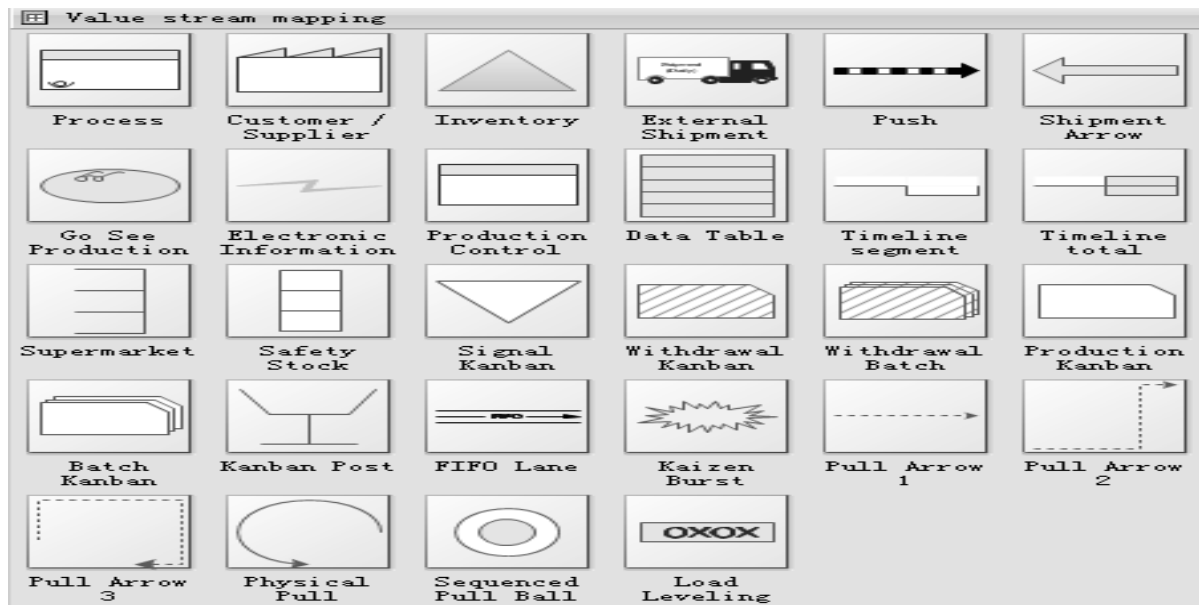 Value stream mapping
Shipment
(Daily)
Process
Customer /
Supplier
Inventory
External
Shipment
Push
Shipment
Arrow
Go See
Production
Electronic
Information
Production
Control
Data Table
Timeline
segment
Timeline
total
Supermarket
Safety
Stock
Signal
Kanban
Withdrawal
Kanban
Withdrawal
Batch
Production
Kanban
FIFO
Batch
Kanban
Kanban Post
FIFO Lane
Kaizen
Burst
Pull Arrow
1
Pull Arrow
2
OXOX
Pull Arrow
3
Physical
Pull
Sequenced
Pull Ball
Load
Leveling